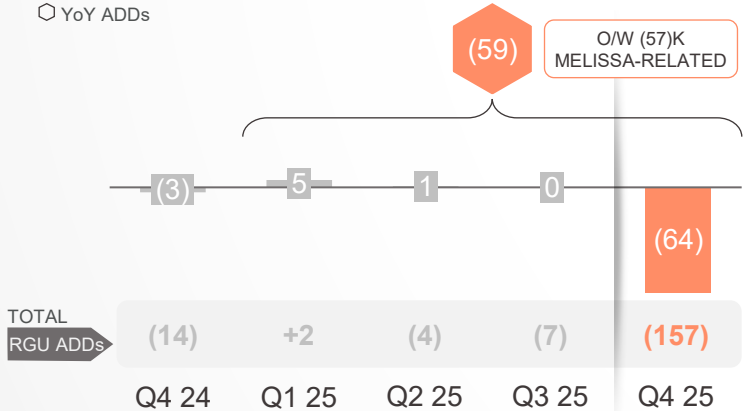 YoY ADDs
(59)
O/W (57)K
MELISSA-RELATED
(3) 5 1 0
(64)
TOTAL
RGU ADDs (14) +2 (4) (7) (157)
Q4 24 Q1 25 Q2 25 Q3 25 Q4 25